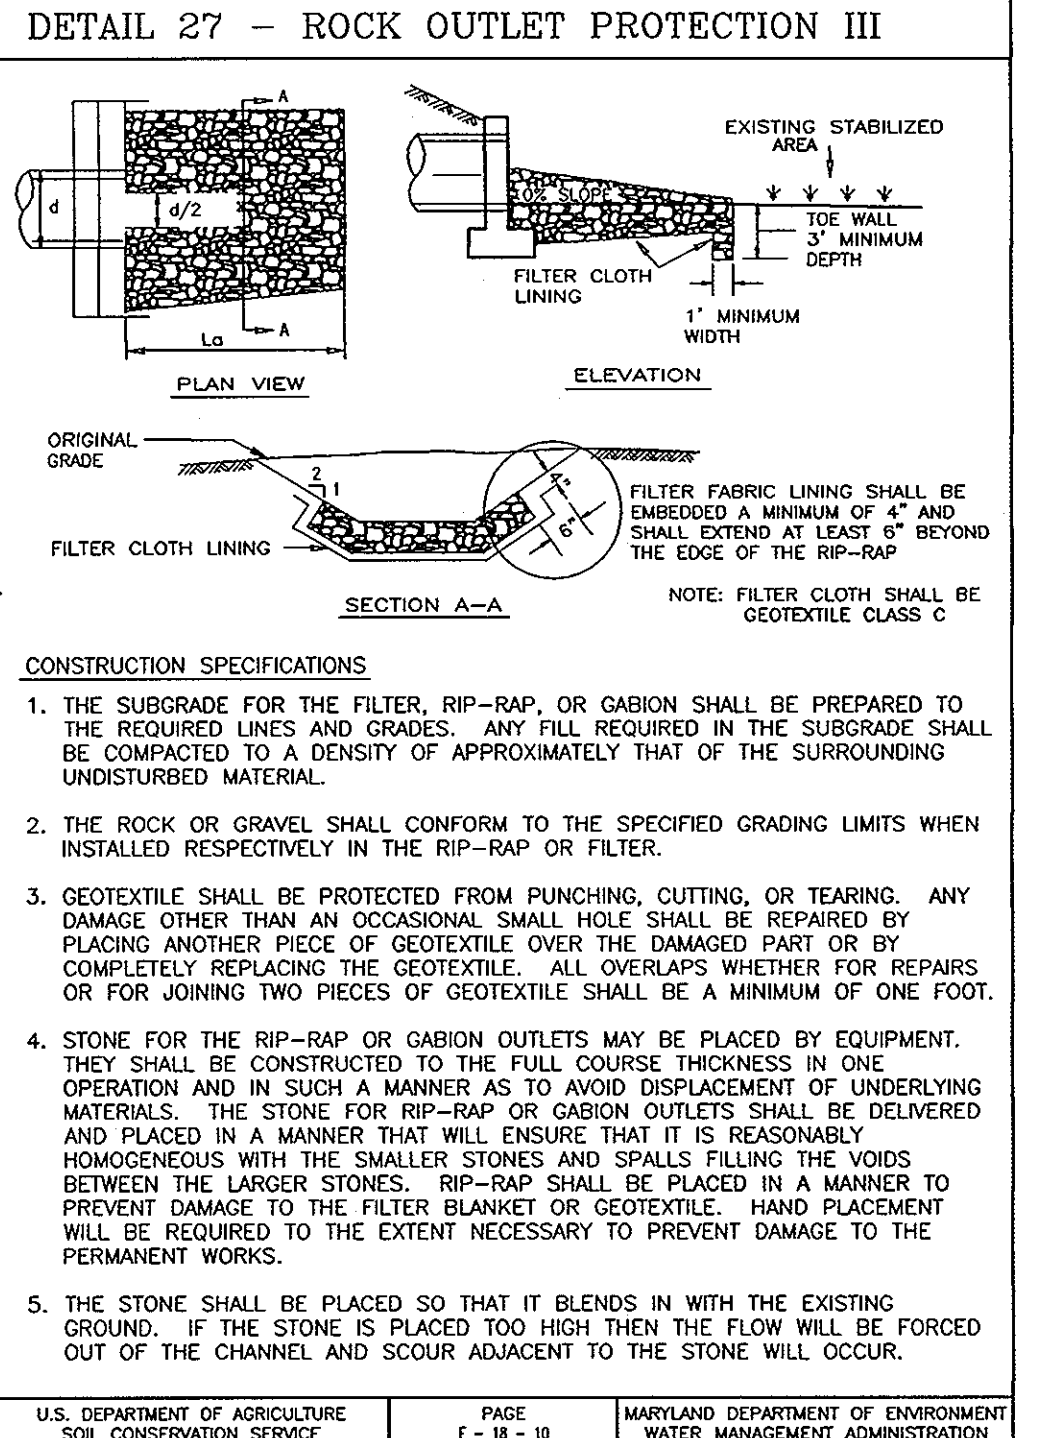 DETAIL 27 – ROCK OUTLET PROTECTION III
A
d
d/2
A
La
PLAN VIEW
EXISTING STABILIZED
AREA
0% SLOPE
TOE WALL
3' MINIMUM
DEPTH
FILTER CLOTH
LINING
1' MINIMUM
WIDTH
ELEVATION
ORIGINAL
GRADE
2
1
4"
6"
FILTER CLOTH LINING
FILTER FABRIC LINING SHALL BE
EMBEDDED A MINIMUM OF 4" AND
SHALL EXTEND AT LEAST 6" BEYOND
THE EDGE OF THE RIP-RAP
SECTION A-A
NOTE: FILTER CLOTH SHALL BE
GEOTEXTILE CLASS C
CONSTRUCTION SPECIFICATIONS
1. THE SUBGRADE FOR THE FILTER, RIP-RAP, OR GABION SHALL BE PREPARED TO
THE REQUIRED LINES AND GRADES. ANY FILL REQUIRED IN THE SUBGRADE SHALL
BE COMPACTED TO A DENSITY OF APPROXIMATELY THAT OF THE SURROUNDING
UNDISTURBED MATERIAL.
2. THE ROCK OR GRAVEL SHALL CONFORM TO THE SPECIFIED GRADING LIMITS WHEN
INSTALLED RESPECTIVELY IN THE RIP-RAP OR FILTER.
3. GEOTEXTILE SHALL BE PROTECTED FROM PUNCHING, CUTTING, OR TEARING. ANY
DAMAGE OTHER THAN AN OCCASIONAL SMALL HOLE SHALL BE REPAIRED BY
PLACING ANOTHER PIECE OF GEOTEXTILE OVER THE DAMAGED PART OR BY
COMPLETELY REPLACING THE GEOTEXTILE. ALL OVERLAPS WHETHER FOR REPAIRS
OR FOR JOINING TWO PIECES OF GEOTEXTILE SHALL BE A MINIMUM OF ONE FOOT.
4. STONE FOR THE RIP-RAP OR GABION OUTLETS MAY BE PLACED BY EQUIPMENT.
THEY SHALL BE CONSTRUCTED TO THE FULL COURSE THICKNESS IN ONE
OPERATION AND IN SUCH A MANNER AS TO AVOID DISPLACEMENT OF UNDERLYING
MATERIALS. THE STONE FOR RIP-RAP OR GABION OUTLETS SHALL BE DELIVERED
AND PLACED IN A MANNER THAT WILL ENSURE THAT IT IS REASONABLY
HOMOGENEOUS WITH THE SMALLER STONES AND SPALLS FILLING THE VOIDS
BETWEEN THE LARGER STONES. RIP-RAP SHALL BE PLACED IN A MANNER TO
PREVENT DAMAGE TO THE FILTER BLANKET OR GEOTEXTILE. HAND PLACEMENT
WILL BE REQUIRED TO THE EXTENT NECESSARY TO PREVENT DAMAGE TO THE
PERMANENT WORKS.
5. THE STONE SHALL BE PLACED SO THAT IT BLENDS IN WITH THE EXISTING
GROUND. IF THE STONE IS PLACED TOO HIGH THEN THE FLOW WILL BE FORCED
OUT OF THE CHANNEL AND SCOUR ADJACENT TO THE STONE WILL OCCUR.
U.S. DEPARTMENT OF AGRICULTURE
SOIL CONSERVATION SERVICE
PAGE
F - 18 - 10
MARYLAND DEPARTMENT OF ENVIRONMENT
WATER MANAGEMENT ADMINISTRATION